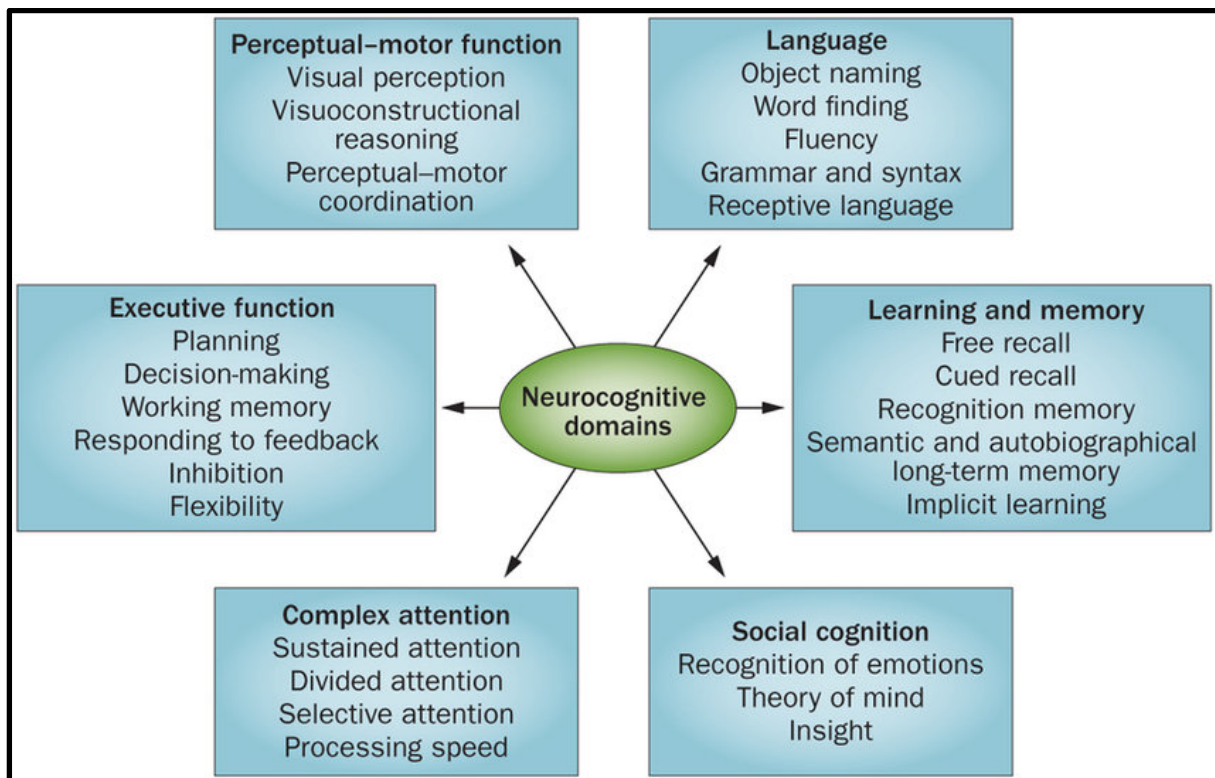 Perceptual–motor function
Visual perception
Visuoconstructional
reasoning
Perceptual–motor
coordination
Language
Object naming
Word finding
Fluency
Grammar and syntax
Receptive language
Executive function
Planning
Decision-making
Working memory
Responding to feedback
Inhibition
Flexibility
Neurocognitive
domains
Learning and memory
Free recall
Cued recall
Recognition memory
Semantic and autobiographical
long-term memory
Implicit learning
Complex attention
Sustained attention
Divided attention
Selective attention
Processing speed
Social cognition
Recognition of emotions
Theory of mind
Insight